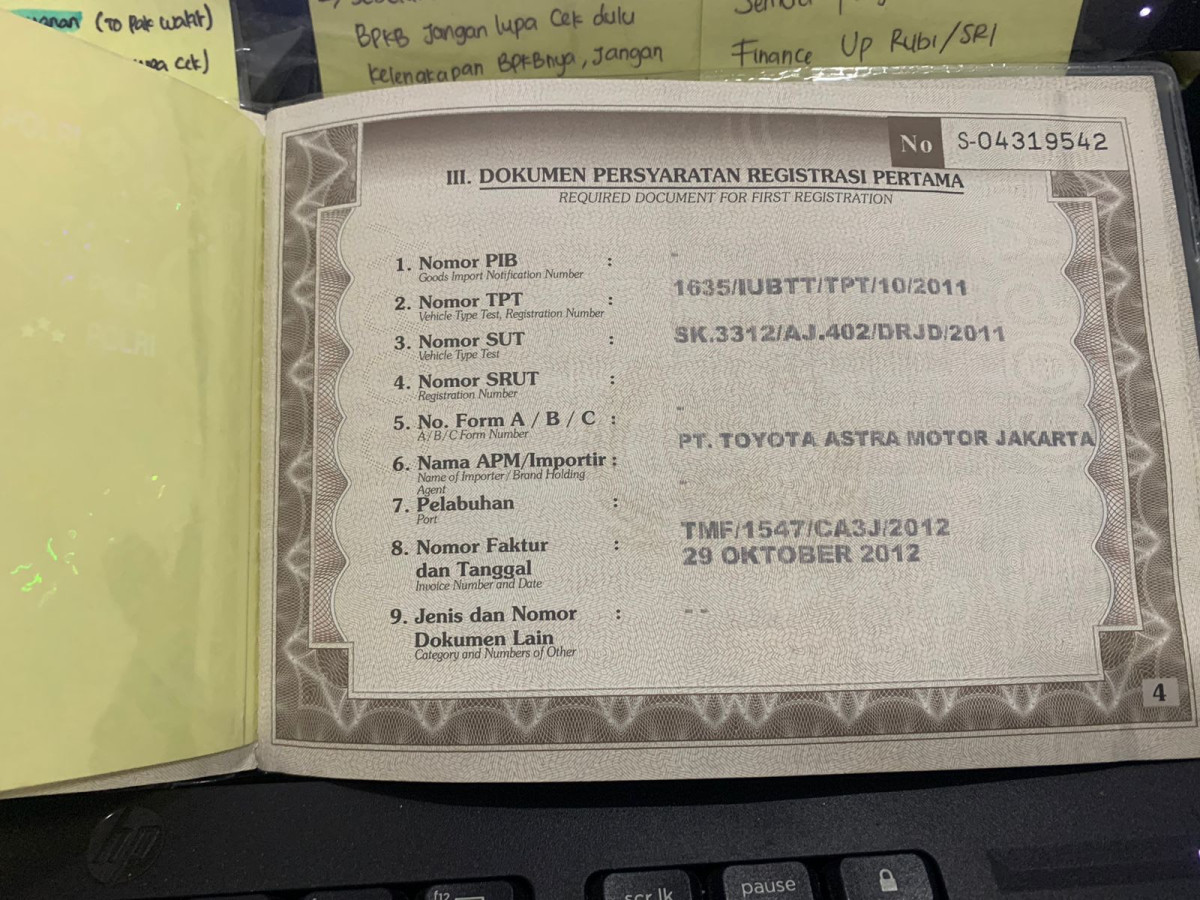 anan (TO Pak Wakit)
pa Cek)
BPKB Jangan lupa Cek dulu
kelengkapan BPKBnya, Jangan
Finance Up Rubi/SRI
No S-04319542
III. DOKUMEN PERSYARATAN REGISTRASI PERTAMA
REQUIRED DOCUMENT FOR FIRST REGISTRATION
1. Nomor PIB : -
Goods Import Notification Number
2. Nomor TPT : 1635/IUBTT/TPT/10/2011
Vehicle Type Test, Registration Number
3. Nomor SUT : SK.3312/AJ.402/DRJD/2011
Vehicle Type Test
4. Nomor SRUT :
Registration Number
5. No. Form A / B / C : -
A/B/C Form Number
6. Nama APM/Importir : PT. TOYOTA ASTRA MOTOR JAKARTA
Name of Importer/Brand Holding
Agent
7. Pelabuhan : -
Port
8. Nomor Faktur : TMF/1547/CA3J/2012
dan Tanggal 29 OKTOBER 2012
Invoice Number and Date
9. Jenis dan Nomor : - -
Dokumen Lain
Category and Numbers of Other
4
hp
f12
scr lk
pause